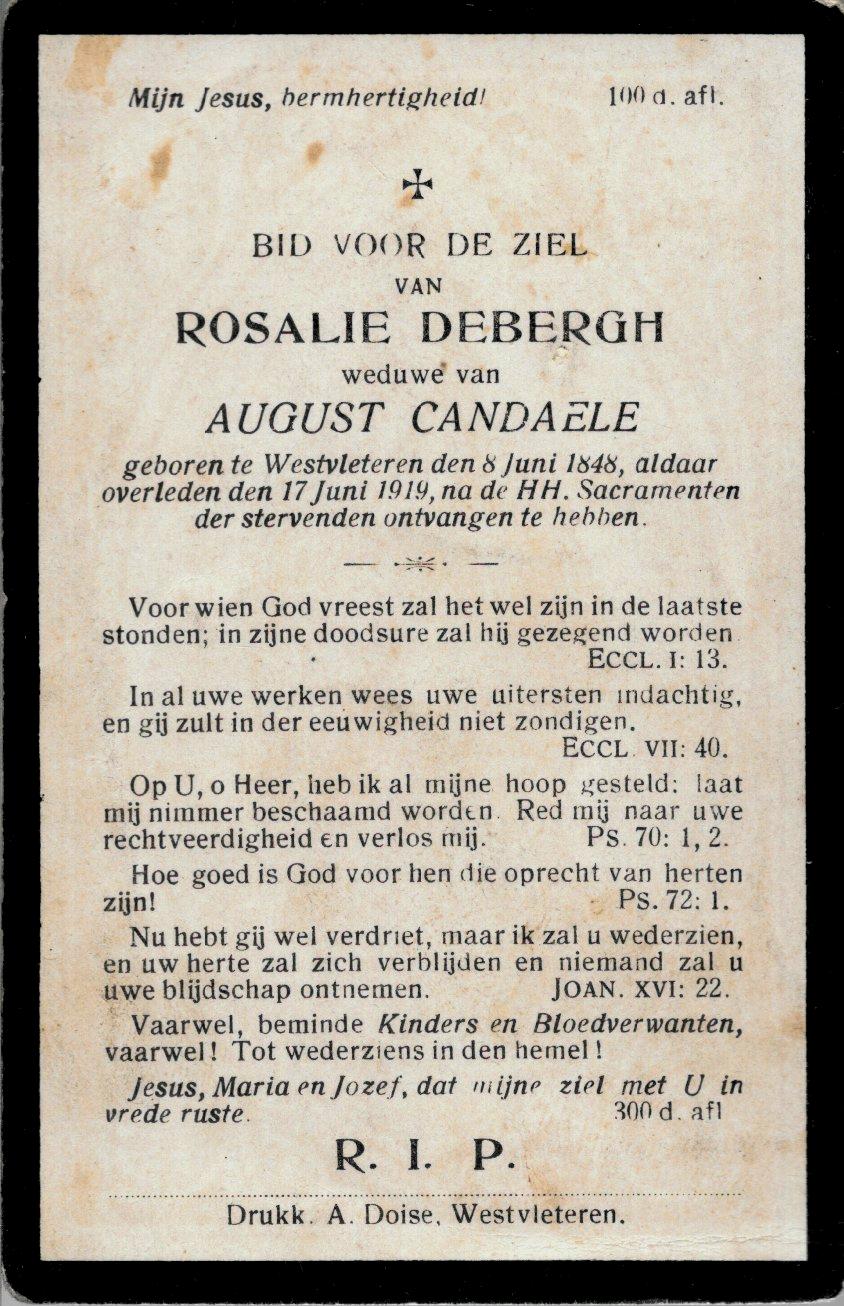 Mijn Jesus, bermhertigheid! 100 d. afl.
BID VOOR DE ZIEL
VAN
ROSALIE DEBERGH
weduwe van
AUGUST CANDAËLE
geboren te Westvleteren den 8 Juni 1848, aldaar
overleden den 17 Juni 1919, na de HH. Sacramenten
der stervenden ontvangen te hebben.
Voor wien God vreest zal het wel zijn in de laatste
stonden; in zijne doodsure zal hij gezegend worden
ECCL. I: 13.
In al uwe werken wees uwe uitersten indachtig,
en gij zult in der eeuwigheid niet zondigen.
ECCL. VII: 40.
Op U, o Heer, heb ik al mijne hoop gesteld: laat
mij nimmer beschaamd worden. Red mij naar uwe
rechtveerdigheid en verlos mij. PS. 70: 1, 2.
Hoe goed is God voor hen die oprecht van herten
zijn! PS. 72: 1.
Nu hebt gij wel verdriet, maar ik zal u wederzien,
en uw herte zal zich verblijden en niemand zal u
uwe blijdschap ontnemen. JOAN. XVI: 22.
Vaarwel, beminde Kinders en Bloedverwanten,
vaarwel! Tot wederziens in den hemel!
Jesus, Maria en Jozef, dat mijne ziel met U in
vrede ruste. 300 d. afl
R. I. P.
Drukk. A. Doise, Westvleteren.